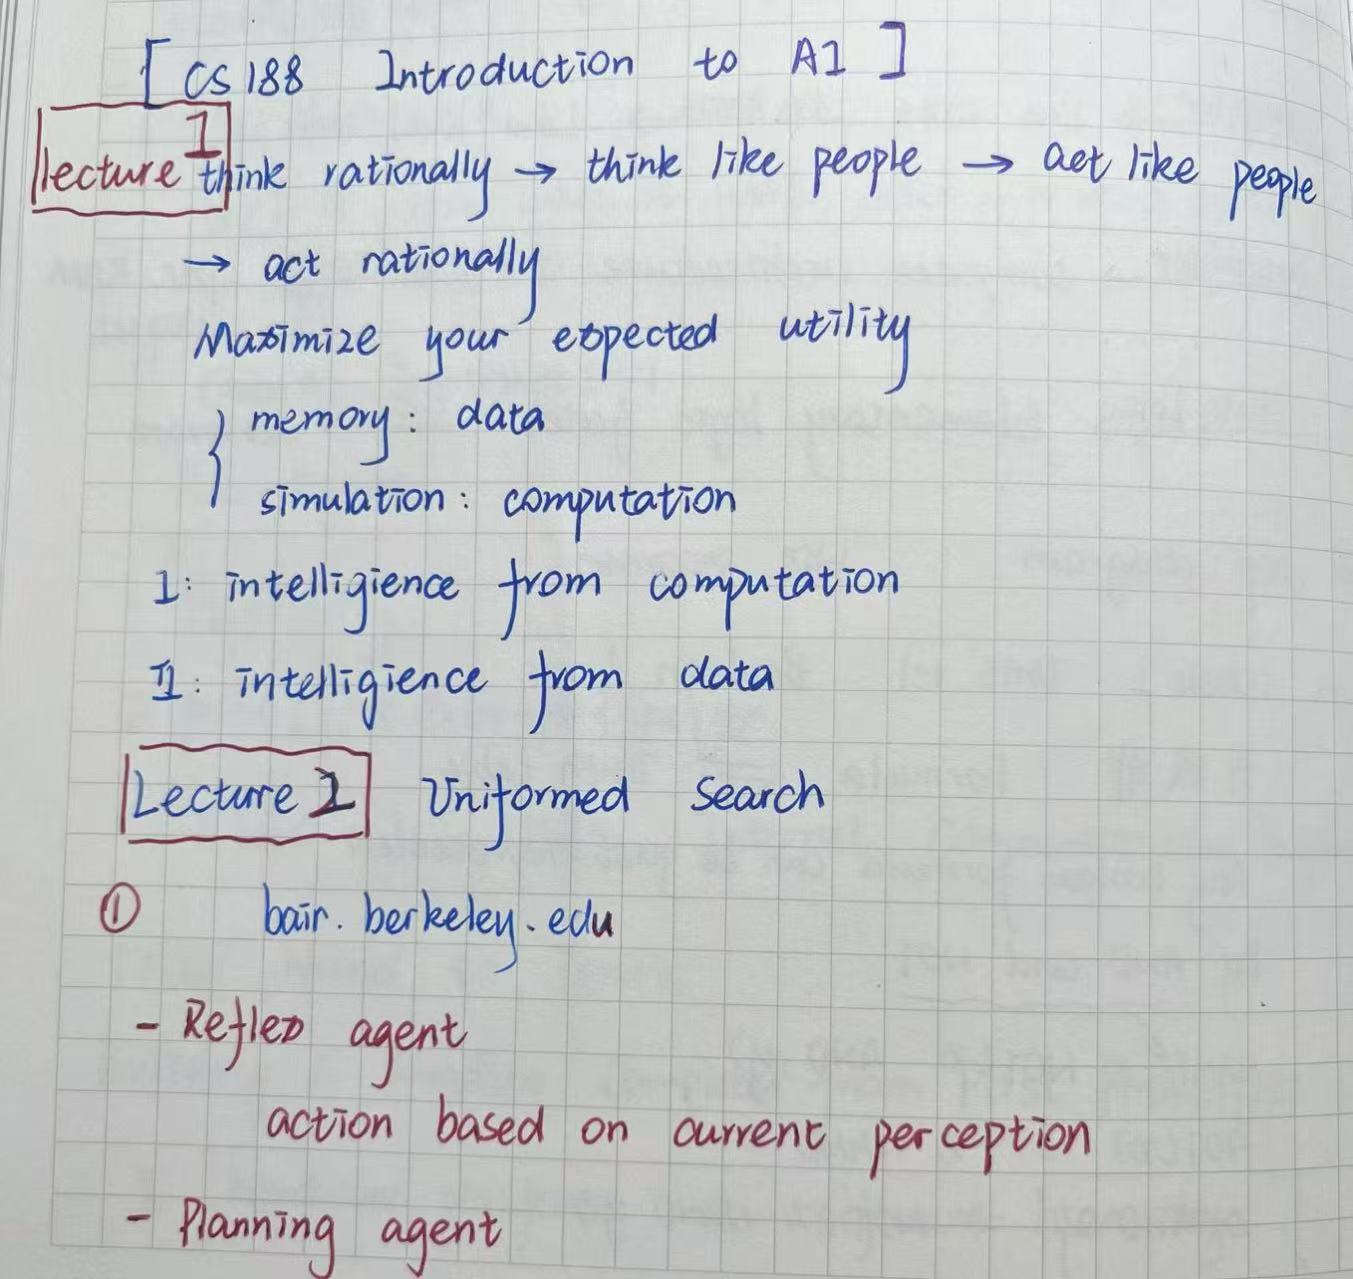 [ CS188 Introduction to AI ]
lecture 1 think rationally → think like people → act like people
→ act rationally
Maximize your expected utility
{ memory: data
simulation: computation
I: intelligience from computation
II: intelligience from data
Lecture 2 Uniformed Search
① bair.berkeley.edu
- Reflex agent
action based on current perception
- Planning agent